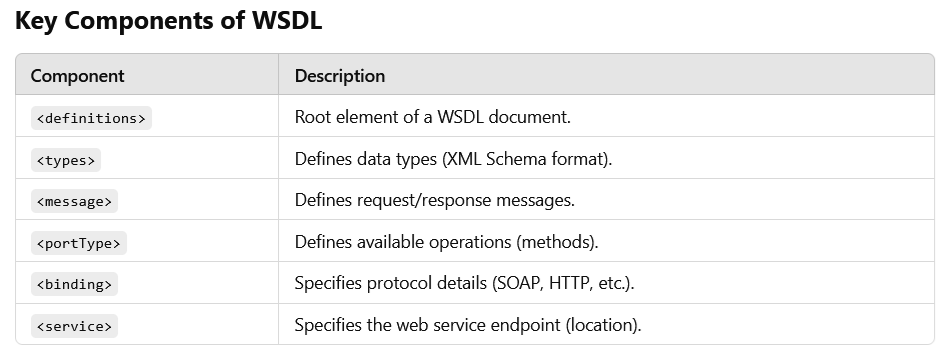 Key Components of WSDL
Component Description
<definitions> Root element of a WSDL document.
<types> Defines data types (XML Schema format).
<message> Defines request/response messages.
<portType> Defines available operations (methods).
<binding> Specifies protocol details (SOAP, HTTP, etc.).
<service> Specifies the web service endpoint (location).